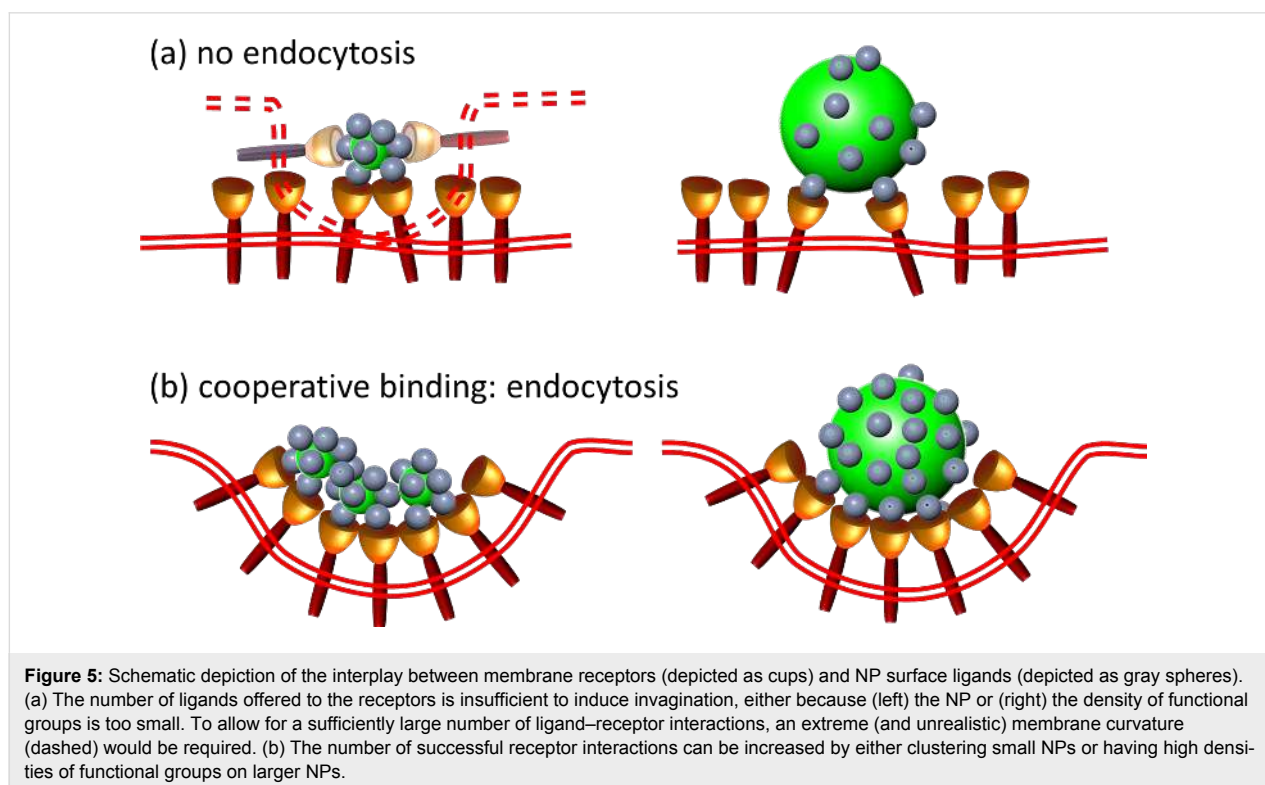 (a) no endocytosis
(b) cooperative binding: endocytosis
Figure 5: Schematic depiction of the interplay between membrane receptors (depicted as cups) and NP surface ligands (depicted as gray spheres).
(a) The number of ligands offered to the receptors is insufficient to induce invagination, either because (left) the NP or (right) the density of functional
groups is too small. To allow for a sufficiently large number of ligand–receptor interactions, an extreme (and unrealistic) membrane curvature
(dashed) would be required. (b) The number of successful receptor interactions can be increased by either clustering small NPs or having high densi-
ties of functional groups on larger NPs.